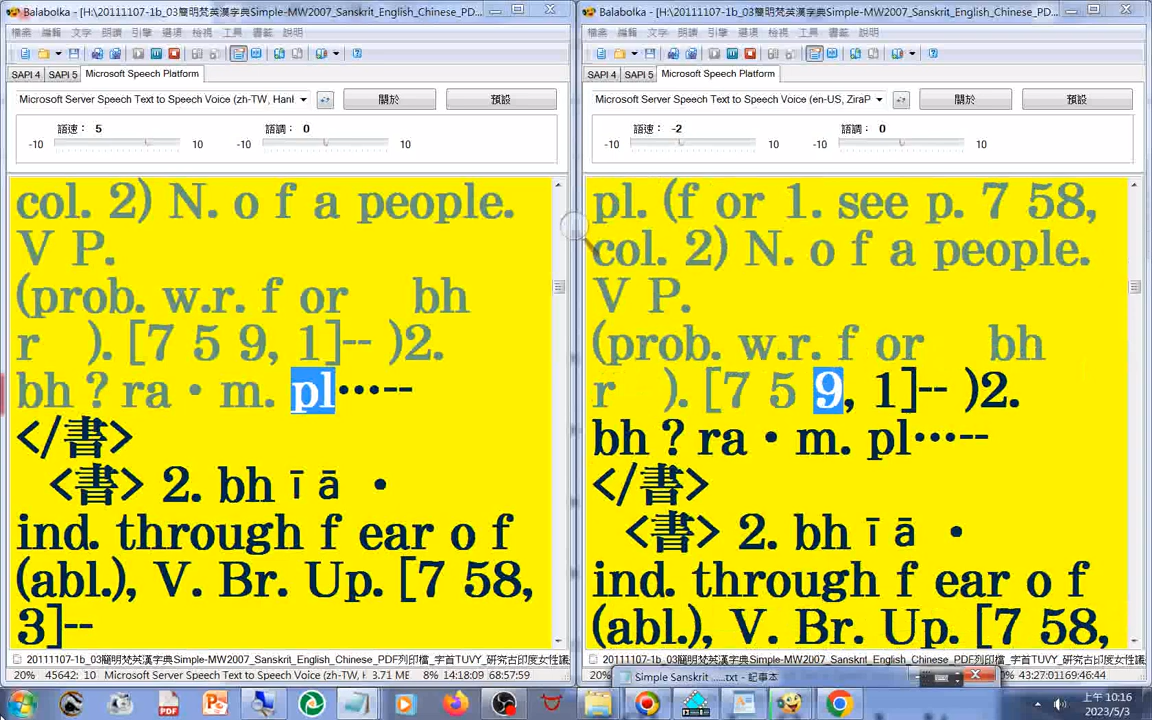 Balabolka - [H:\20111107-1b_03簡明梵英漢字典Simple-MW2007_Sanskrit_English_Chinese_PD...
檔案 編輯 文字 朗讀 引擎 選項 檢視 工具 書籤 說明
SAPI 4 SAPI 5 Microsoft Speech Platform
Microsoft Server Speech Text to Speech Voice (zh-TW, HanH 關於 預設
語速： 5 語調： 0
-10 10 -10 10
col. 2) N. o f a people.
V P.
(prob. w.r. f or bh
r ). [7 5 9, 1]-- )2.
bh ? ra • m. pl…--
</書>
<書> 2. bh ī ā •
ind. through f ear o f
(abl.), V. Br. Up. [7 58,
3]--
20111107-1b_03簡明梵英漢字典Simple-MW2007_Sanskrit_English_Chinese_PDF列印檔_字首TUVY_研究古印度女性議
20% 45642: 10 Microsoft Server Speech Text to Speech Voice (zh-TW, H 3.71 ME 8% 14:18:09 68:57:59
Balabolka - [H:\20111107-1b_03簡明梵英漢字典Simple-MW2007_Sanskrit_English_Chinese_PD...
檔案 編輯 文字 朗讀 引擎 選項 檢視 工具 書籤 說明
SAPI 4 SAPI 5 Microsoft Speech Platform
Microsoft Server Speech Text to Speech Voice (en-US, ZiraP 關於 預設
語速： -2 語調： 0
-10 10 -10 10
pl. (f or 1. see p. 7 58,
col. 2) N. o f a people.
V P.
(prob. w.r. f or bh
r ). [7 5 9, 1]-- )2.
bh ? ra • m. pl…--
</書>
<書> 2. bh ī ā •
ind. through f ear o f
(abl.), V. Br. Up. [7 58,
20111107-1b_03簡明梵英漢字典Simple-MW2007_Sanskrit_English_Chinese_PDF列印檔_字首TUVY_研究古印度女性議
20% Simple Sanskrit ......txt - 記事本 0% 43:27:01 169:46:44
上午 10:16
2023/5/3